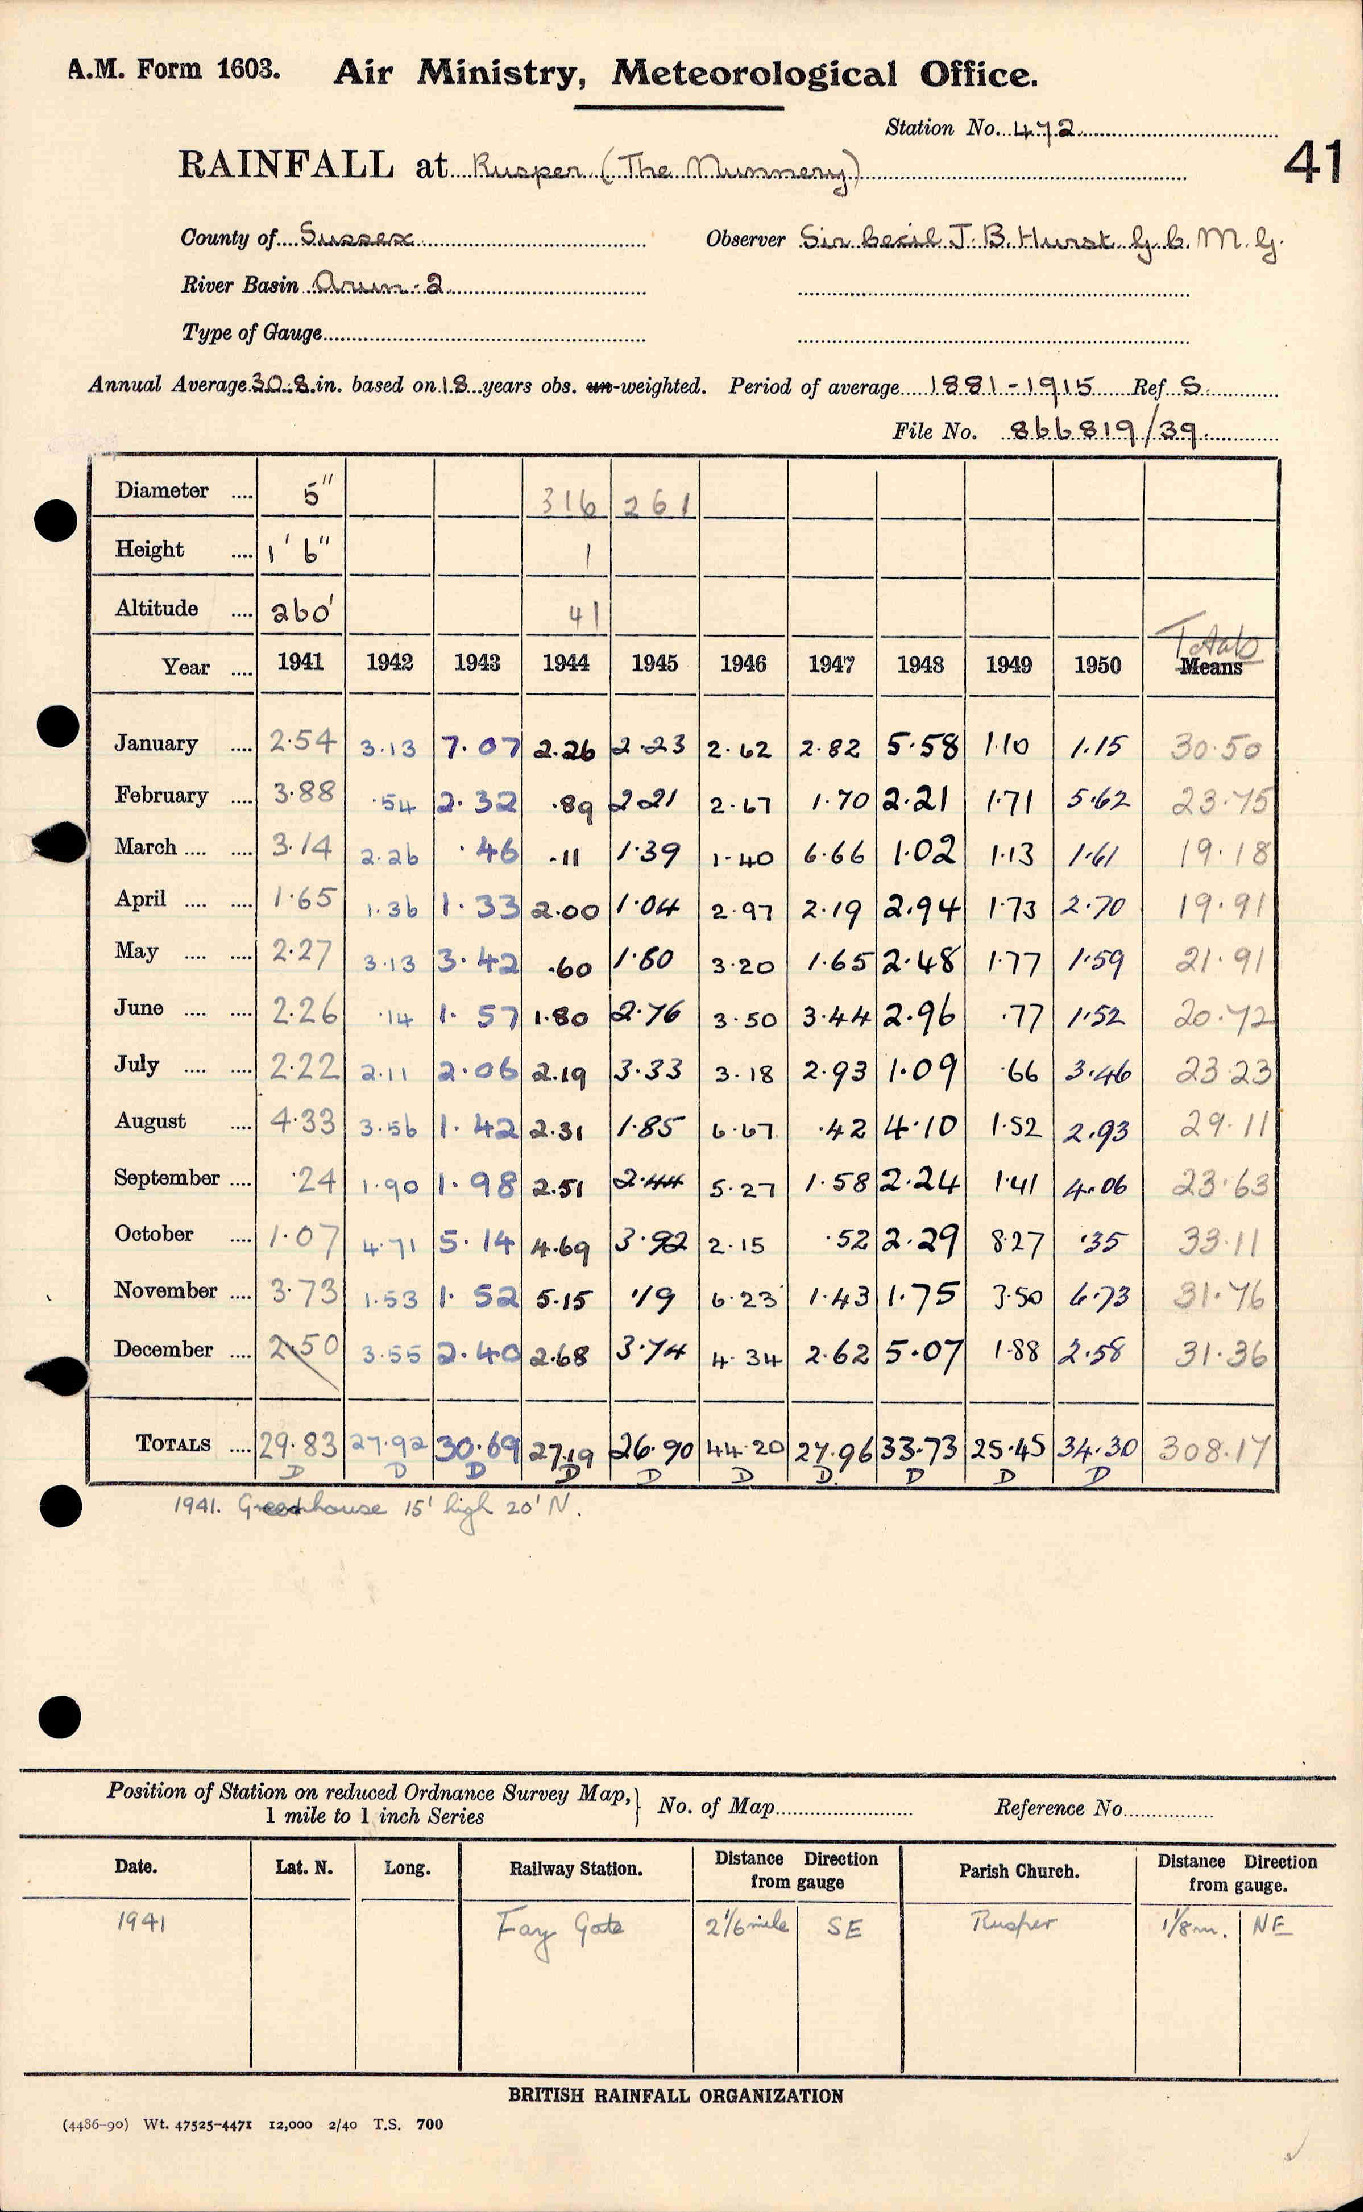 A.M. Form 1603. Air Ministry, Meteorological Office.
Station No. 472
41
RAINFALL at Rusper (The Nunnery)
County of Sussex Observer Sir Cecil J. B. Hurst G.C.M.G.
River Basin Arun-2
Type of Gauge
Annual Average 30.8 in. based on 18 years obs. un-weighted. Period of average 1881-1915 Ref S.
File No. 866819/39
Diameter .... 5" 316 261
Height .... 1' 6" 1
Altitude .... 260' 41
Totals
Year .... 1941 1942 1943 1944 1945 1946 1947 1948 1949 1950 Means
January .... 2.54 3.13 7.07 2.26 2.23 2.62 2.82 5.58 1.10 1.15 30.50
February .... 3.88 .54 2.32 .89 2.21 2.67 1.70 2.21 1.71 5.62 23.75
March .... .... 3.14 2.26 .46 .11 1.39 1.40 6.66 1.02 1.13 1.61 19.18
April .... .... 1.65 1.36 1.33 2.00 1.04 2.97 2.19 2.94 1.73 2.70 19.91
May .... .... 2.27 3.13 3.42 .60 1.80 3.20 1.65 2.48 1.77 1.59 21.91
June .... .... 2.26 .14 1.57 1.80 2.76 3.50 3.44 2.96 .77 1.52 20.72
July .... .... 2.22 2.11 2.06 2.19 3.33 3.18 2.93 1.09 .66 3.46 23.23
August .... 4.33 3.56 1.42 2.31 1.85 6.67 .42 4.10 1.52 2.93 29.11
September .... .24 1.90 1.98 2.51 2.44 5.27 1.58 2.24 1.41 4.06 23.63
October .... 1.07 4.71 5.14 4.69 3.92 2.15 .52 2.29 8.27 .35 33.11
November .... 3.73 1.53 1.52 5.15 .19 6.23 1.43 1.75 3.50 6.73 31.76
December .... 2.50 3.55 2.40 2.68 3.74 4.34 2.62 5.07 1.88 2.58 31.36
TOTALS .... 29.83 27.92 30.69 27.19 26.90 44.20 27.96 33.73 25.45 34.30 308.17
D D D D D D D D D D
1941. Greenhouse 15' high 20' N.
Position of Station on reduced Ordnance Survey Map, 1 mile to 1 inch Series } No. of Map Reference No
Date. Lat. N. Long. Railway Station. Distance Direction from gauge Parish Church. Distance Direction from gauge.
1941 Fay Gate 2 1/6 mile SE Rusper 1/8 m. NE
BRITISH RAINFALL ORGANIZATION
(4486-90) Wt. 47525-4471 12,000 2/40 T.S. 700